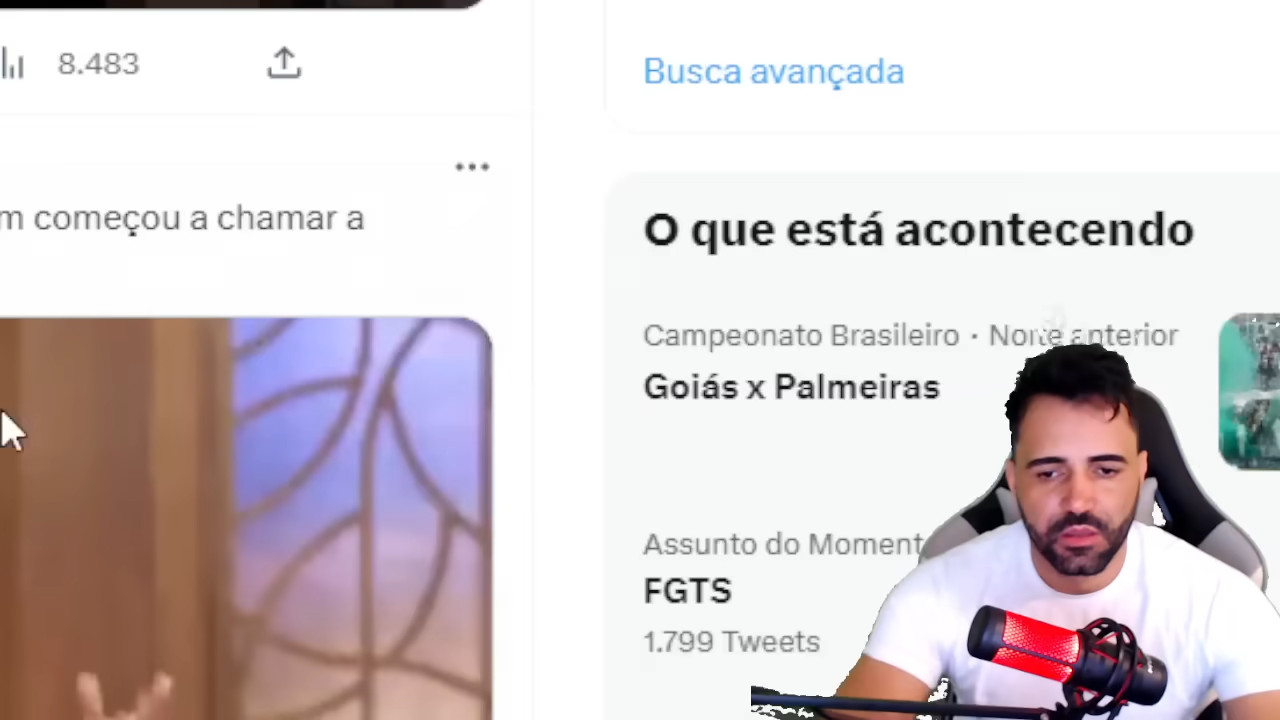 8.483
m começou a chamar a
Busca avançada
O que está acontecendo
Campeonato Brasileiro · Noite anterior
Goiás x Palmeiras
Assunto do Moment
FGTS
1.799 Tweets